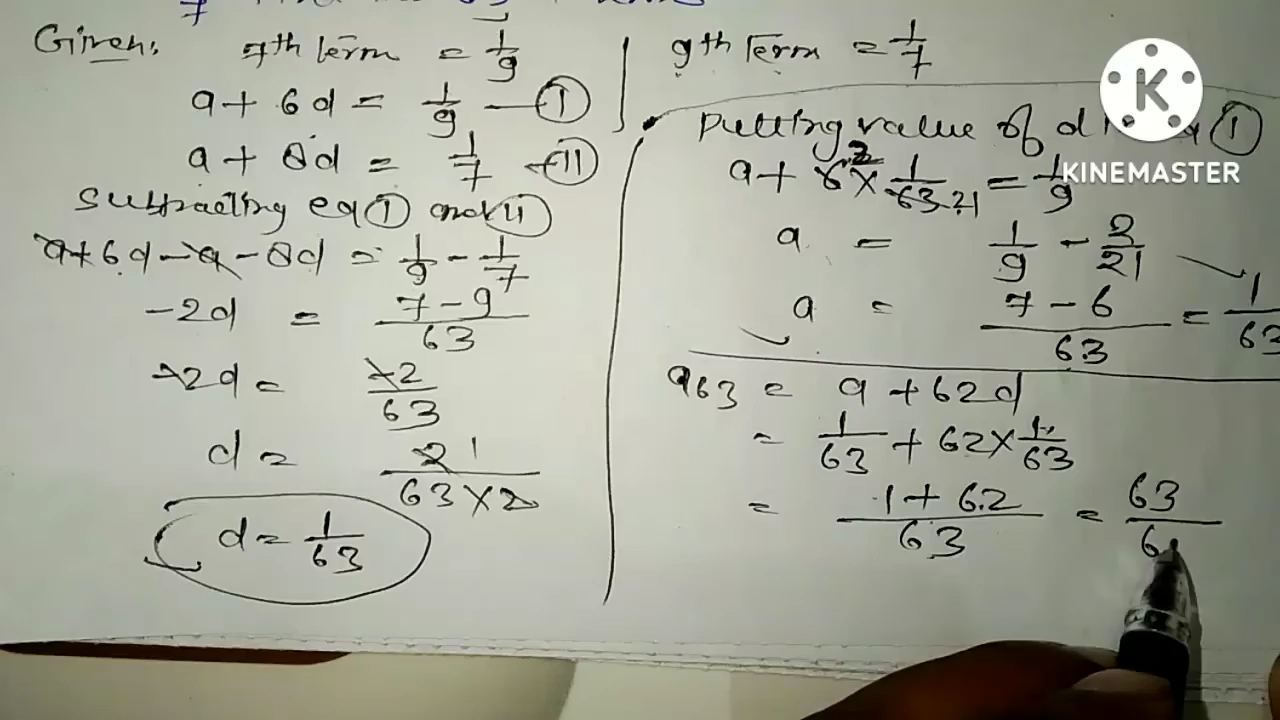 7
Given: 7th term = 1/9
a + 6d = 1/9 — I
a + 8d = 1/7 — II
Subtracting eq I and II
a + 6d - a - 8d = 1/9 - 1/7
-2d = 7 - 9 / 63
-2d = -2/63
d = 2 1 / 63 × 2
d = 1/63
9th Term = 1/7
Putting value of d I
a + 6 2 × 1/63 21 = 1/9
a = 1/9 - 2/21
a = 7 - 6 / 63 = 1/63
a63 = a + 62d
= 1/63 + 62 × 1/63
= 1 + 62 / 63 = 63/6
K
KINEMASTER